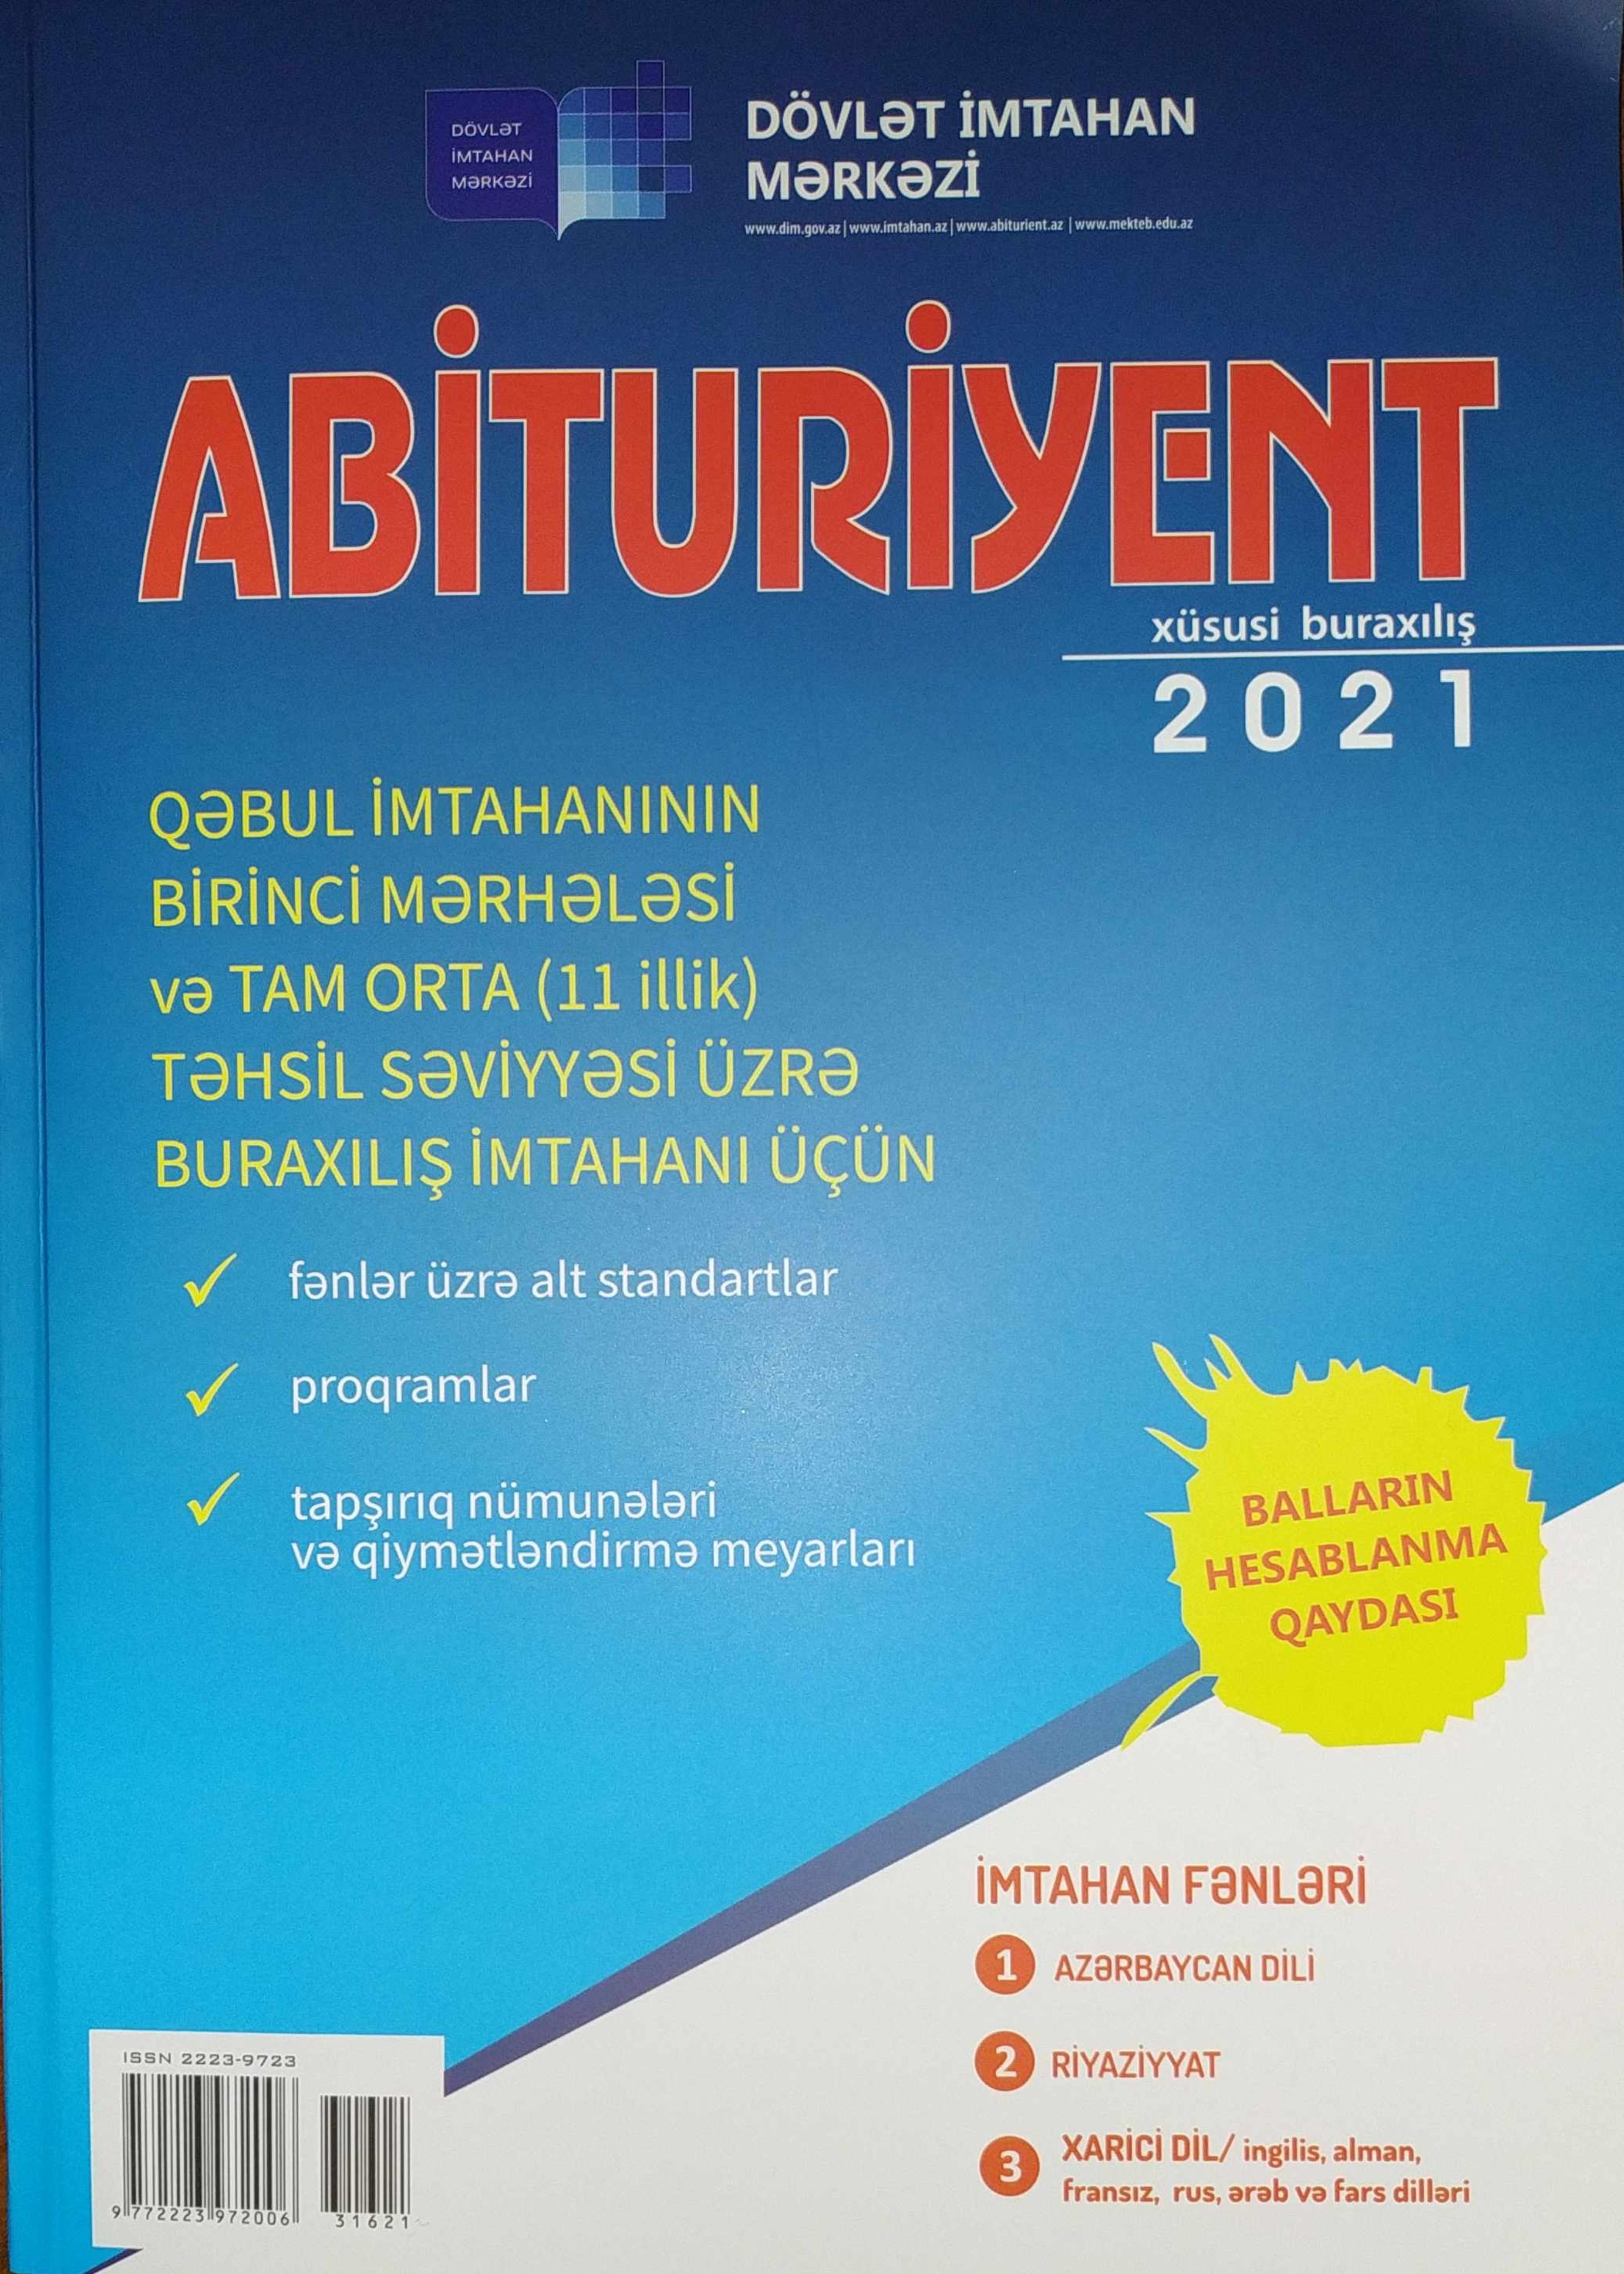 DÖVLƏT
İMTAHAN
MƏRKƏZİ
DÖVLƏT İMTAHAN
MƏRKƏZİ
www.dim.gov.az | www.imtahan.az | www.abiturient.az | www.mekteb.edu.az
ABİTURİYENT
xüsusi buraxılış
2021
QƏBUL İMTAHANININ
BİRİNCİ MƏRHƏLƏSİ
və TAM ORTA (11 illik)
TƏHSİL SƏVİYYƏSİ ÜZRƏ
BURAXILIŞ İMTAHANI ÜÇÜN
✓ fənlər üzrə alt standartlar
✓ proqramlar
✓ tapşırıq nümunələri
və qiymətləndirmə meyarları
BALLARIN
HESABLANMA
QAYDASI
İMTAHAN FƏNLƏRİ
1 AZƏRBAYCAN DİLİ
2 RİYAZİYYAT
3 XARİCİ DİL/ ingilis, alman,
fransız, rus, ərəb və fars dilləri
ISSN 2223-9723
9 772223 972006 31621